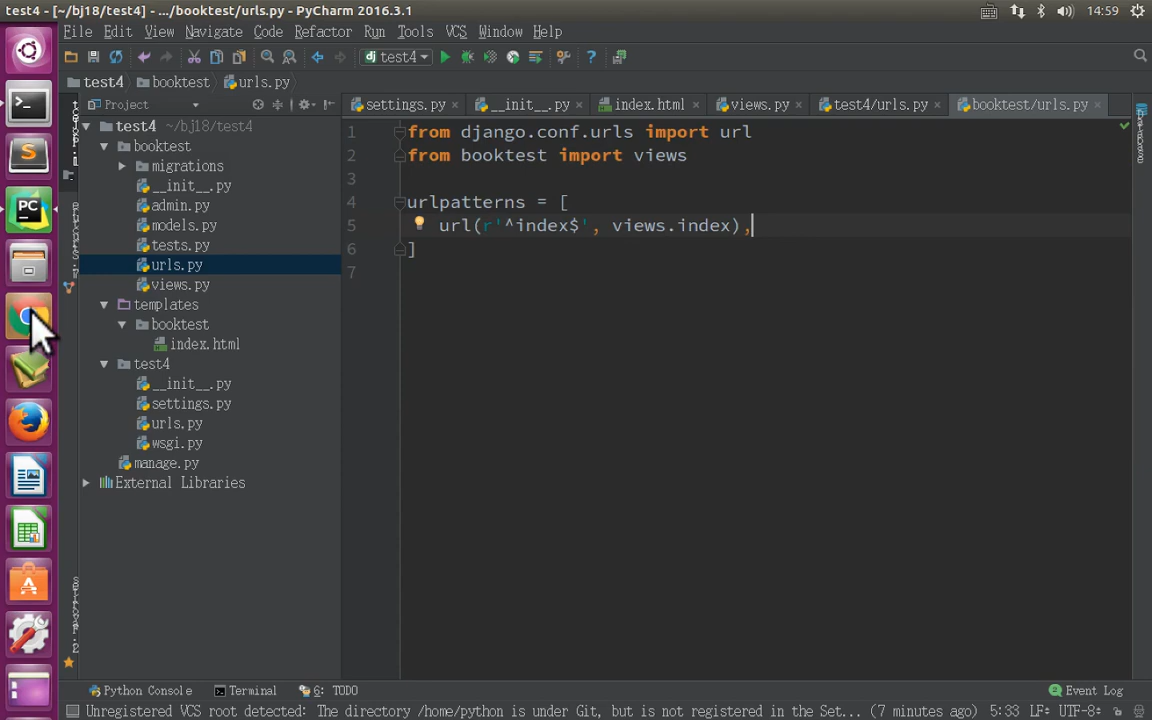 test4 - [~/bj18/test4] - .../booktest/urls.py - PyCharm 2016.3.1
14:59
File Edit View Navigate Code Refactor Run Tools VCS Window Help
test4
test4 booktest urls.py
Project
settings.py __init__.py index.html views.py test4/urls.py booktest/urls.py
test4 ~/bj18/test4
booktest
migrations
__init__.py
admin.py
models.py
tests.py
urls.py
views.py
templates
booktest
index.html
test4
__init__.py
settings.py
urls.py
wsgi.py
manage.py
External Libraries
1 from django.conf.urls import url
2 from booktest import views
3
4 urlpatterns = [
5 url(r'^index$', views.index),
6 ]
7
Python Console Terminal 6: TODO Event Log
Unregistered VCS root detected: The directory /home/python is under Git, but is not registered in the Set... (7 minutes ago) 5:33 LF: UTF-8: